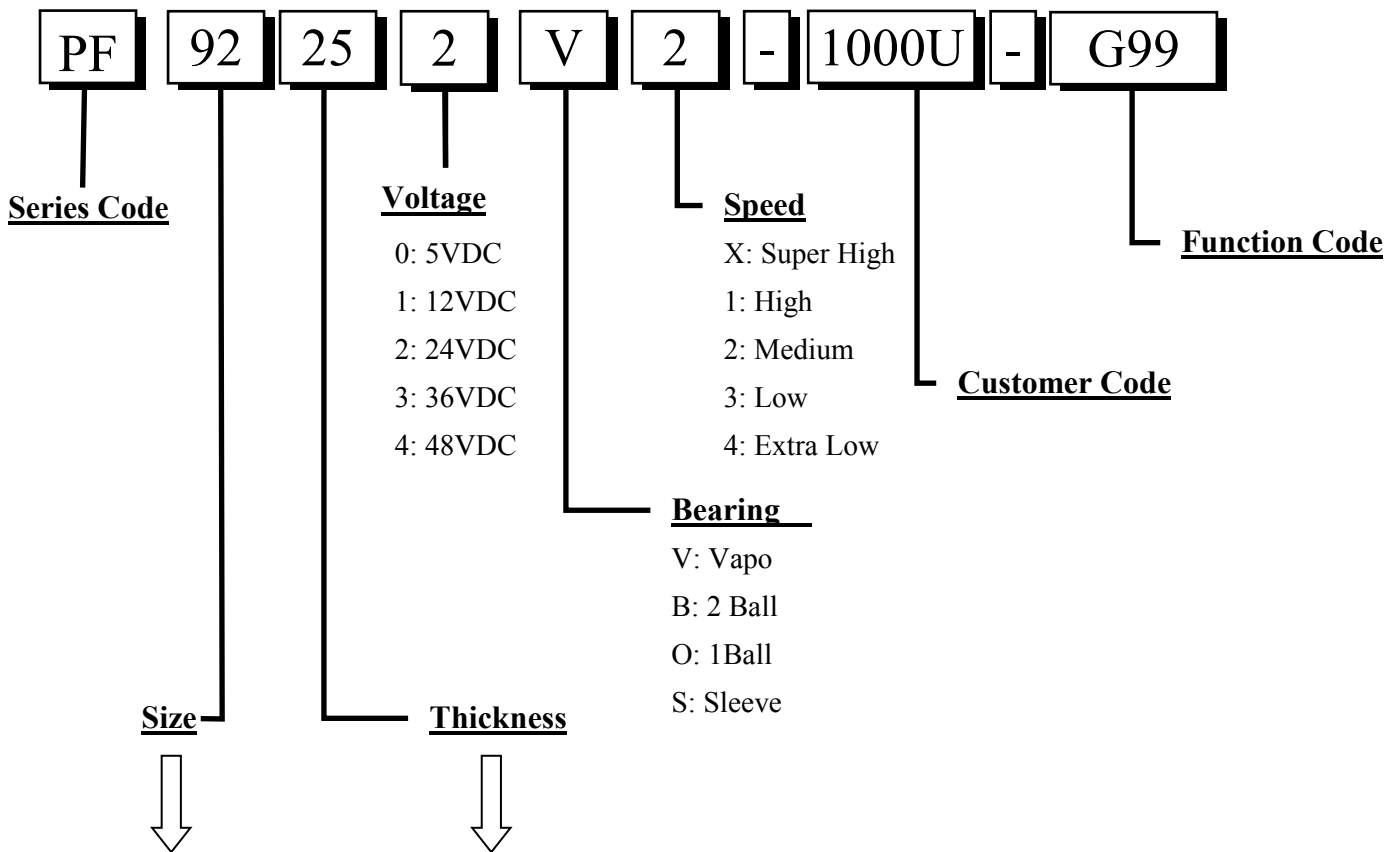 PF 92 25 2 V 2 - 1000U - G99
Series Code
Voltage
0: 5VDC
1: 12VDC
2: 24VDC
3: 36VDC
4: 48VDC
Speed
X: Super High
1: High
2: Medium
3: Low
4: Extra Low
Function Code
Customer Code
Bearing
V: Vapo
B: 2 Ball
O: 1Ball
S: Sleeve
Size
Thickness